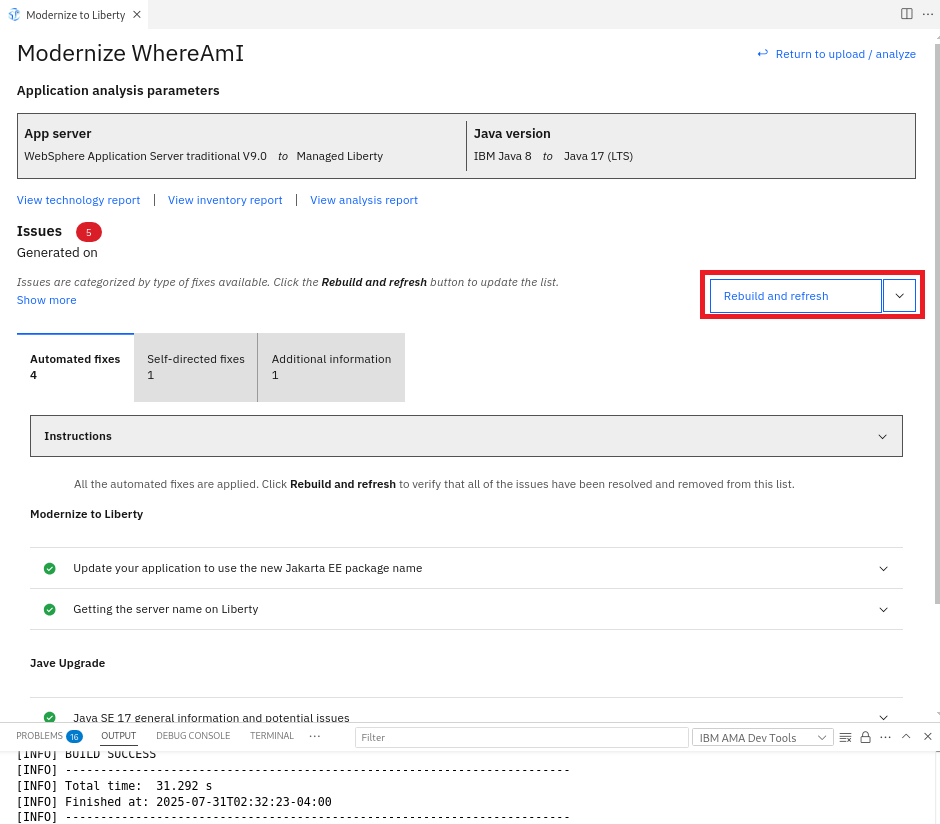 Modernize to Liberty
Modernize WhereAmI
Return to upload / analyze
Application analysis parameters
App server
WebSphere Application Server traditional V9.0 to Managed Liberty
Java version
IBM Java 8 to Java 17 (LTS)
View technology report | View inventory report | View analysis report
Issues 5
Generated on
Issues are categorized by type of fixes available. Click the Rebuild and refresh button to update the list.
Show more
Rebuild and refresh
Automated fixes
4
Self-directed fixes
1
Additional information
1
Instructions
All the automated fixes are applied. Click Rebuild and refresh to verify that all of the issues have been resolved and removed from this list.
Modernize to Liberty
Update your application to use the new Jakarta EE package name
Getting the server name on Liberty
Jave Upgrade
Java SE 17 general information and potential issues
PROBLEMS 16 OUTPUT DEBUG CONSOLE TERMINAL ··· Filter IBM AMA Dev Tools
[INFO] BUILD SUCCESS
[INFO] ------------------------------------------------------------------------
[INFO] Total time:  31.292 s
[INFO] Finished at: 2025-07-31T02:32:23-04:00
[INFO] ------------------------------------------------------------------------